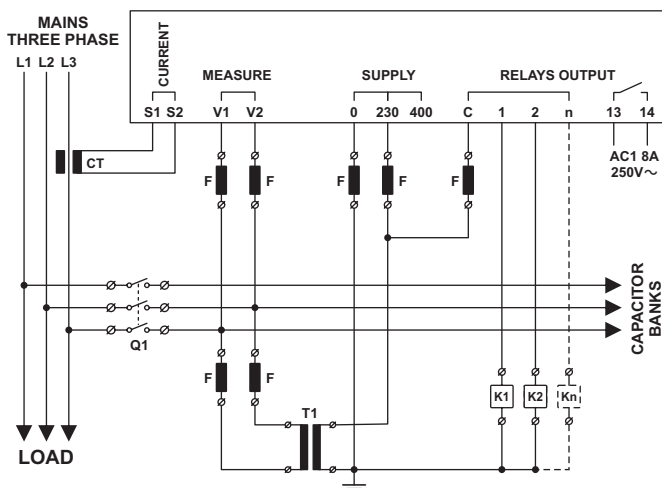 MAINS
THREE PHASE
L1 L2 L3
CURRENT
MEASURE
SUPPLY
RELAYS OUTPUT
S1 S2 V1 V2 0 230 400 C 1 2 n 13 14
CT
AC1 8A
250V~
F F F F F
Q1
CAPACITOR
BANKS
F F
K1 K2 Kn
T1
LOAD